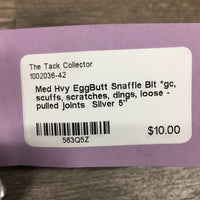 The Tack Collector
1002036-42
Med Hvy EggButt Snaffle Bit *gc,
scuffs, scratches, dings, loose -
pulled joints  Silver 5"
$10.00
563Q5Z